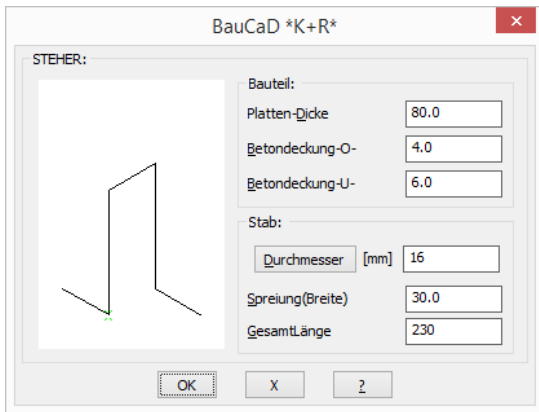 BauCaD *K+R*
STEHER:
Bauteil:
Platten-Dicke 80.0
Betondeckung-O- 4.0
Betondeckung-U- 6.0
Stab:
Durchmesser [mm] 16
Spreiung(Breite) 30.0
GesamtLänge 230
OK X ?